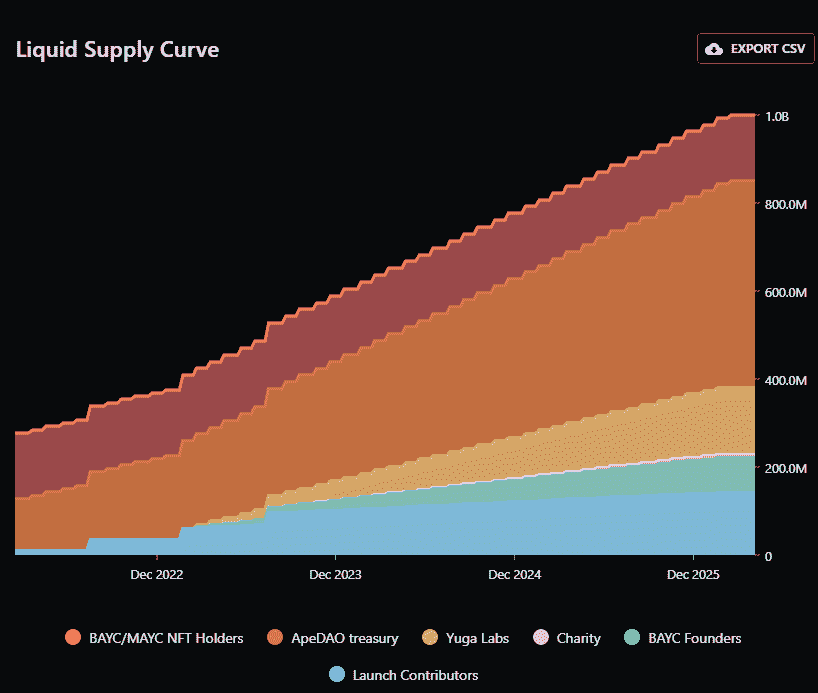 Liquid Supply Curve
EXPORT CSV
1.0B
800.0M
600.0M
400.0M
200.0M
0
Dec 2022 Dec 2023 Dec 2024 Dec 2025
BAYC/MAYC NFT Holders ApeDAO treasury Yuga Labs Charity BAYC Founders
Launch Contributors